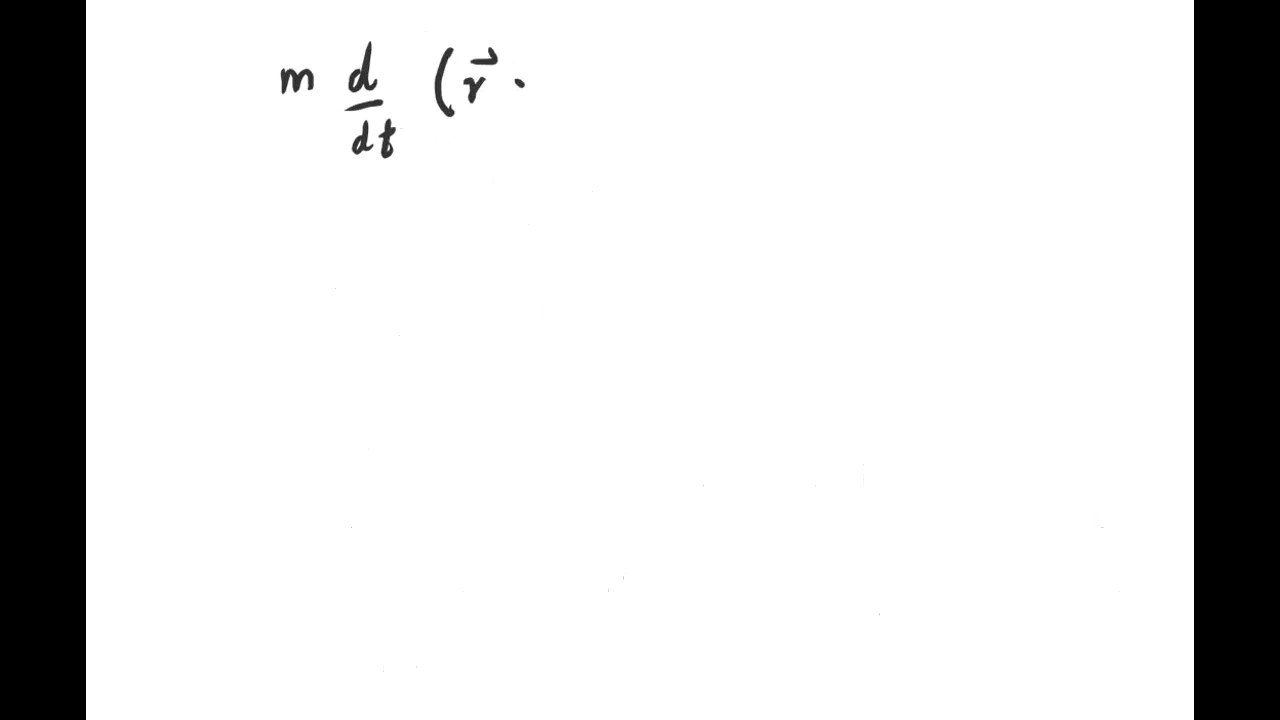 m d/dt (r⃗ ·